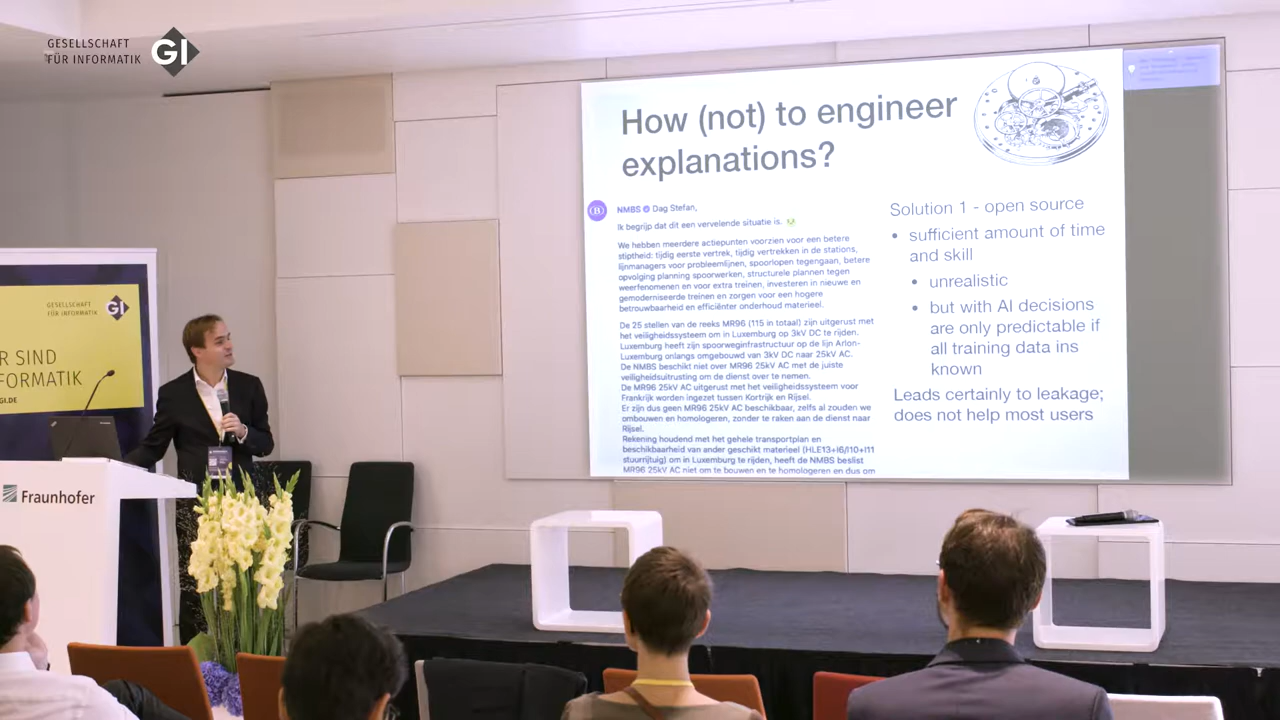 GESELLSCHAFT
FÜR INFORMATIK
GI
How (not) to engineer
explanations?
B
NMBS Dag Stefan,
Ik begrijp dat dit een vervelende situatie is.
We hebben meerdere actiepunten voorzien voor een betere
stiptheid: tijdig eerste vertrek, tijdig vertrekken in de stations,
lijnmanagers voor probleemlijnen, spoorlopen tegengaan, betere
opvolging planning spoorwerken, structurele plannen tegen
weerfenomenen en voor extra treinen, investeren in nieuwe en
gemoderniseerde treinen en zorgen voor een hogere
betrouwbaarheid en efficiënter onderhoud materieel.
De 25 stellen van de reeks MR96 (115 in totaal) zijn uitgerust met
het veiligheidssysteem om in Luxemburg op 3kV DC te rijden.
Luxemburg heeft zijn spoorweginfrastructuur op de lijn Arlon-
Luxemburg onlangs omgebouwd van 3kV DC naar 25kV AC.
De NMBS beschikt niet over MR96 25kV AC met de juiste
veiligheidsuitrusting om de dienst over te nemen.
De MR96 25kV AC uitgerust met het veiligheidssysteem voor
Frankrijk worden ingezet tussen Kortrijk en Rijsel.
Er zijn dus geen MR96 25kV AC beschikbaar, zelfs al zouden we
ombouwen en homologeren, zonder te raken aan de dienst naar
Rijsel.
Rekening houdend met het gehele transportplan en
beschikbaarheid van ander geschikt materieel (HLE13+I6/I10+I11
stuurrijtuig) om in Luxemburg te rijden, heeft de NMBS beslist
MR96 25kV AC niet om te bouwen en te homologeren en dus om
Solution 1 - open source
• sufficient amount of time
and skill
• unrealistic
• but with AI decisions
are only predictable if
all training data ins
known
Leads certainly to leakage;
does not help most users
GESELLSCHAFT
FÜR INFORMATIK
GI
R SIND
FORMATIK
GI.DE
Fraunhofer